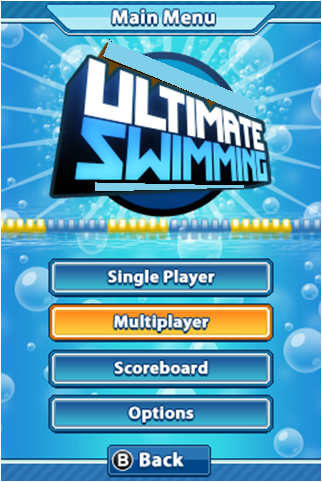 Main Menu
ULTIMATE
SWIMMING
Single Player
Multiplayer
Scoreboard
Options
B Back